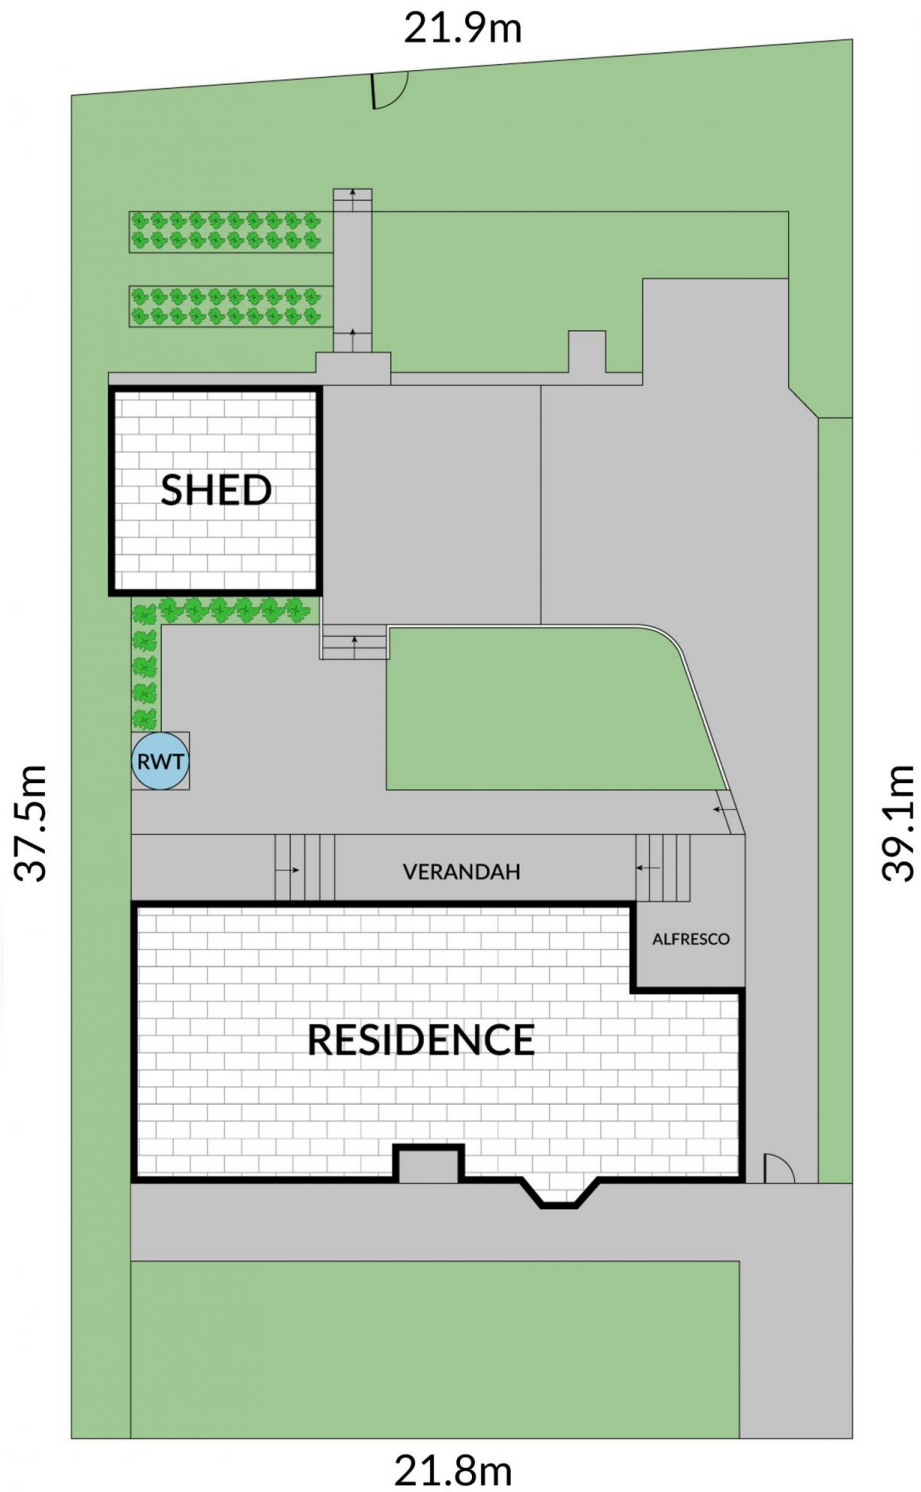 21.9m
SHED
RWT
37.5m
39.1m
VERANDAH
ALFRESCO
RESIDENCE
21.8m